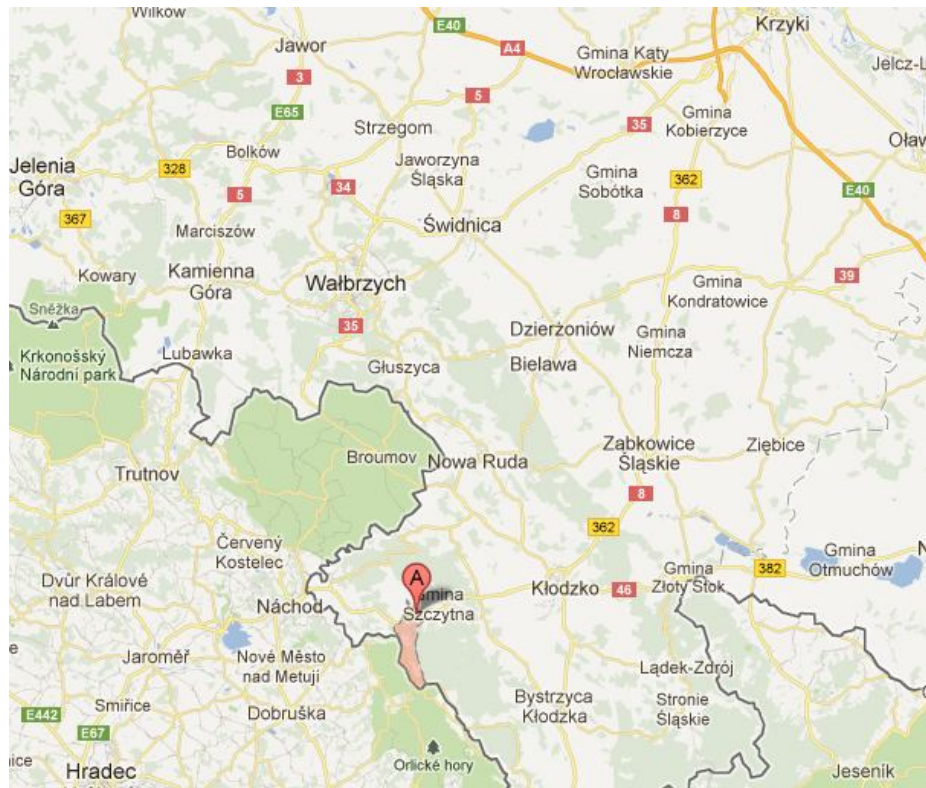 Wilków
E40
Krzyki
Jawor
A4
Gmina Kąty
Wrocławskie
3
5
E65
Gmina
Kobierzyce
Strzegom
35
Oław
Bolków
Jaworzyna
Śląska
Jelenia
Góra
328
Gmina
Sobótka
362
5
34
E40
367
8
Świdnica
Marciszów
Kowary
Kamienna
Góra
Wałbrzych
39
Gmina
Kondratowice
Sněžka
35
Dzierżoniów
Gmina
Niemcza
Krkonošský
Národní park
Lubawka
Głuszyca
Bielawa
Ząbkowice
Śląskie
Ziębice
Broumov
Nowa Ruda
Trutnov
8
362
Červený
Kostelec
Gmina
Otmuchów
382
Gmina
Złoty Stok
A
Dvůr Králové
nad Labem
Kłodzko
46
Gmina
Szczytna
Náchod
Jaroměř
Nové Město
nad Metují
Lądek-Zdrój
Bystrzyca
Kłodzka
Stronie
Śląskie
Smiřice
E442
Dobruška
E67
Orlické hory
Hradec
Jeseník